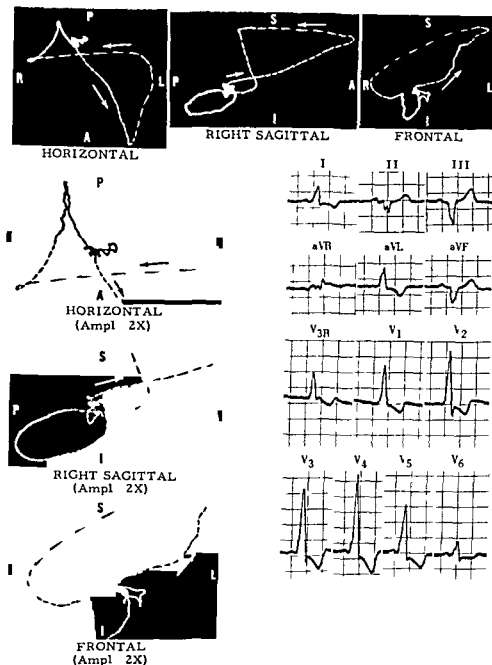 P
R L
A
HORIZONTAL
S
P A
I
RIGHT SAGITTAL
S
R L
I
FRONTAL
P
A
HORIZONTAL
(Ampl 2X)
S
P
I
RIGHT SAGITTAL
(Ampl 2X)
S
L
I
FRONTAL
(Ampl 2X)
I II III
aVR aVL aVF
V3R V1 V2
V3 V4 V5 V6